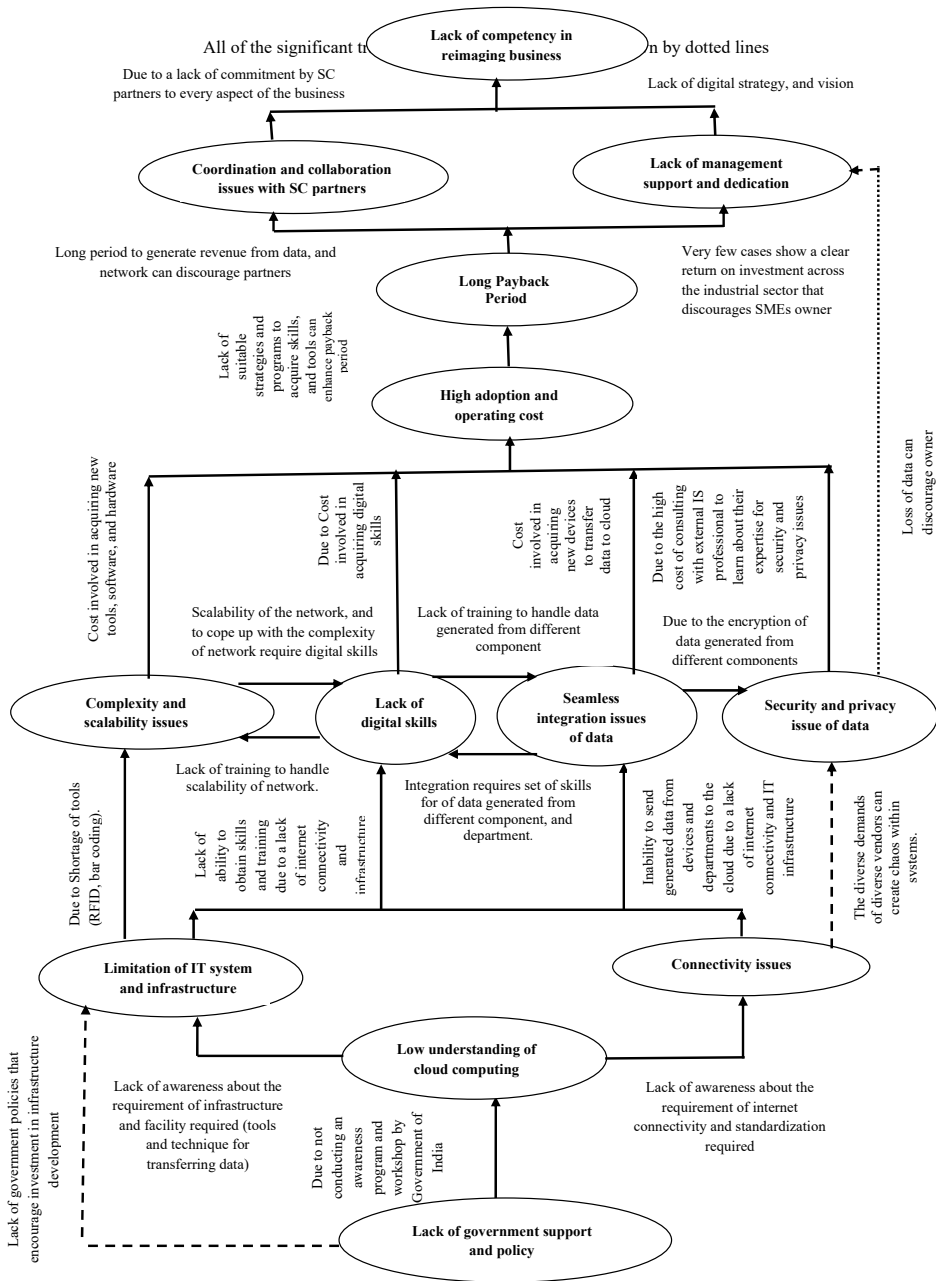 Lack of competency in
reimaging business
All of the significant tr
n by dotted lines
Due to a lack of commitment by SC
partners to every aspect of the business
Lack of digital strategy, and vision
Coordination and collaboration
issues with SC partners
Lack of management
support and dedication
Long period to generate revenue from data, and
network can discourage partners
Very few cases show a clear
return on investment across
the industrial sector that
discourages SMEs owner
Long Payback
Period
Lack of
suitable
strategies and
programs to
acquire skills,
and tools can
enhance payback
period
High adoption and
operating cost
Loss of data can
discourage owner
Cost involved in acquiring new
tools, software, and hardware
Due to Cost
involved in
acquiring digital
skills
Cost
involved in
acquiring
new devices
to transfer
data to cloud
Due to the high
cost of consulting
with external IS
professional to
learn about their
expertise for
security and
privacy issues
Scalability of the network, and
to cope up with the complexity
of network require digital skills
Lack of training to handle data
generated from different
component
Due to the encryption of
data generated from
different components
Complexity and
scalability issues
Lack of
digital skills
Seamless
integration issues
of data
Security and privacy
issue of data
Lack of training to handle
scalability of network.
Integration requires set of skills
for of data generated from
different component, and
department.
Due to Shortage of tools
(RFID, bar coding).
Lack of
ability to
obtain skills
and training
due to a lack
of internet
connectivity
and
infrastructure
Inability to send
generated data from
devices and
departments to the
cloud due to a lack
of internet
connectivity and IT
infrastructure
The diverse demands
of diverse vendors can
create chaos within
systems.
Limitation of IT system
and infrastructure
Connectivity issues
Low understanding of
cloud computing
Lack of government policies that
encourage investment in infrastructure
development
Lack of awareness about the
requirement of infrastructure
and facility required (tools
and technique for
transferring data)
Due to not
conducting an
awareness
program and
workshop by
Government of
India
Lack of awareness about the
requirement of internet
connectivity and standardization
required
Lack of government support
and policy